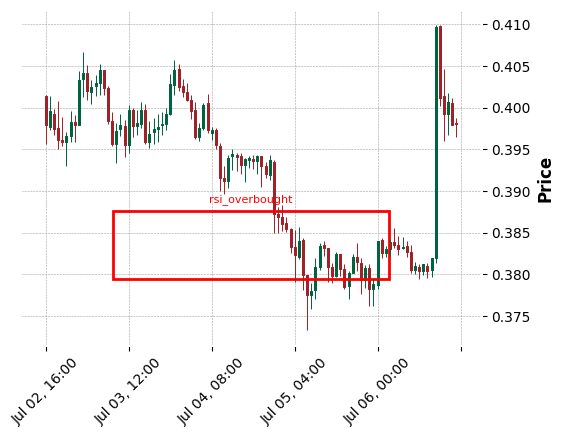 0.410
0.405
0.400
0.395
0.390
0.385
0.380
0.375
Price
rsi_overbought
Jul 02, 16:00
Jul 03, 12:00
Jul 04, 08:00
Jul 05, 04:00
Jul 06, 00:00